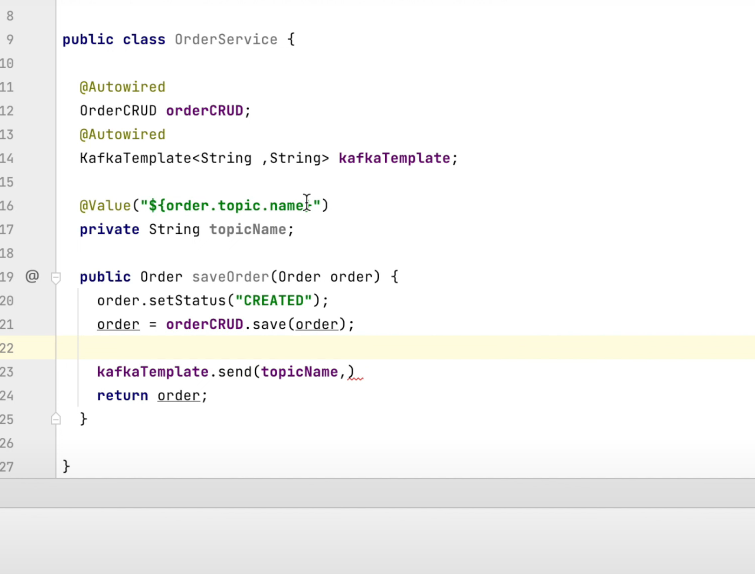 8
9 public class OrderService {
10
11 @Autowired
12 OrderCRUD orderCRUD;
13 @Autowired
14 KafkaTemplate<String ,String> kafkaTemplate;
15
16 @Value("${order.topic.name}")
17 private String topicName;
18
19 @ public Order saveOrder(Order order) {
20 order.setStatus("CREATED");
21 order = orderCRUD.save(order);
22
23 kafkaTemplate.send(topicName,)
24 return order;
25 }
26
27 }